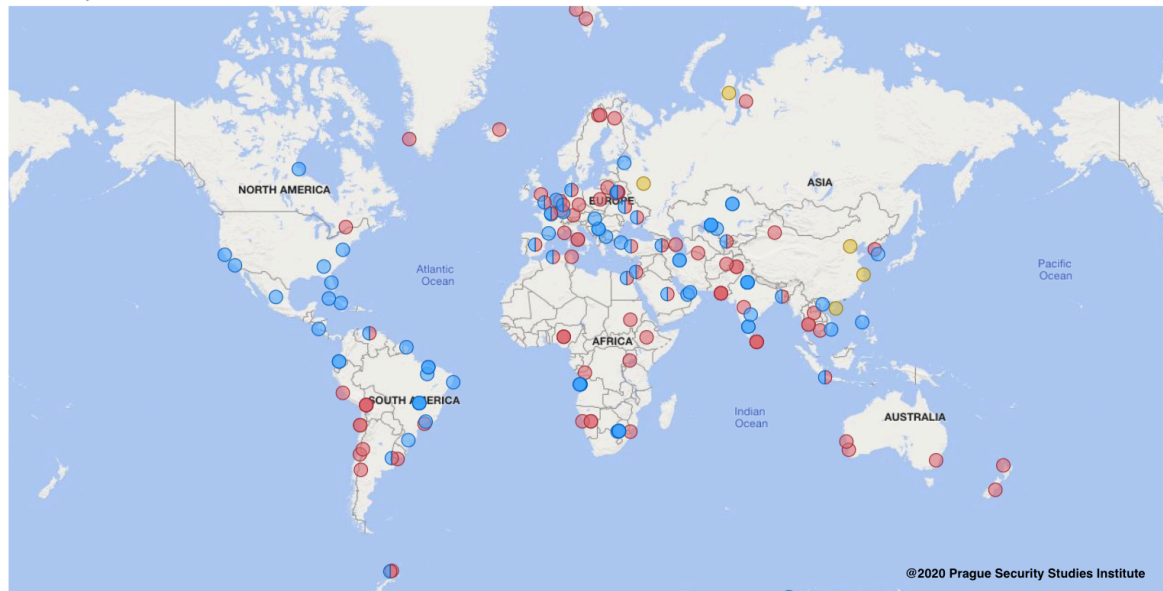 ASIA
NORTH AMERICA
EUROPE
Atlantic
Ocean
Pacific
Ocean
AFRICA
SOUTH AMERICA
Indian
Ocean
AUSTRALIA
@2020 Prague Security Studies Institute